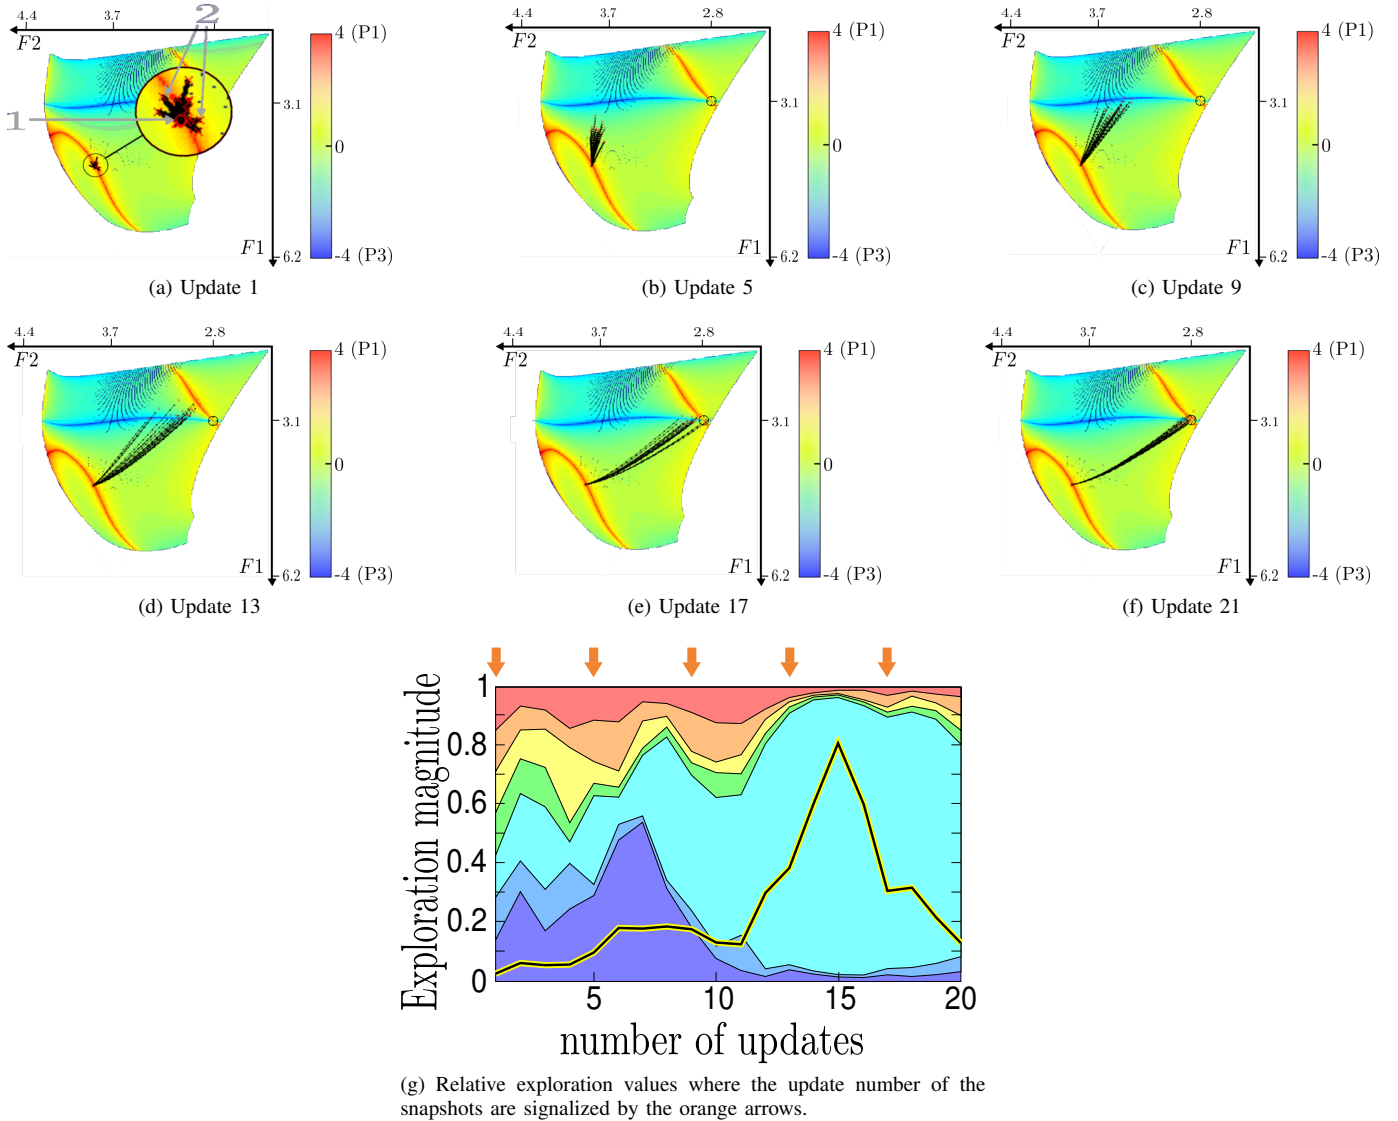 4.4 3.7 2
F2
4 (P1)
3.1
1
0
F1
6.2
-4 (P3)
(a) Update 1
4.4 3.7 2.8
F2
4 (P1)
3.1
0
F1
6.2
-4 (P3)
(b) Update 5
4.4 3.7 2.8
F2
4 (P1)
3.1
0
F1
6.2
-4 (P3)
(c) Update 9
4.4 3.7 2.8
F2
4 (P1)
3.1
0
F1
6.2
-4 (P3)
(d) Update 13
4.4 3.7 2.8
F2
4 (P1)
3.1
0
F1
6.2
-4 (P3)
(e) Update 17
4.4 3.7 2.8
F2
4 (P1)
3.1
0
F1
6.2
-4 (P3)
(f) Update 21
Exploration magnitude
1
0.8
0.6
0.4
0.2
0
5 10 15 20
number of updates
(g) Relative exploration values where the update number of the
snapshots are signalized by the orange arrows.